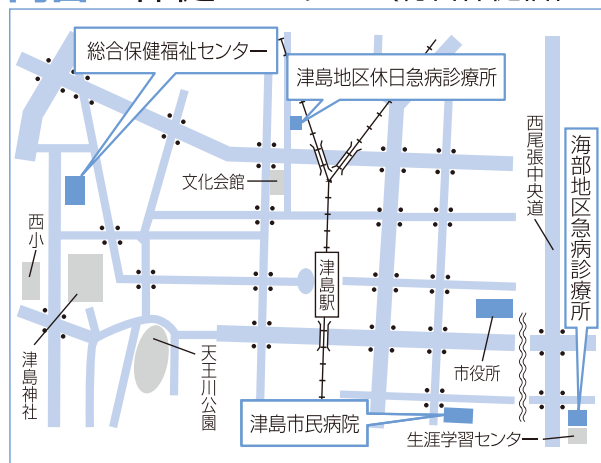 総合保健福祉センター
津島地区休日急病診療所
西尾張中央道
海部地区急病診療所
文化会館
西小
津島駅
津島神社
天王川公園
市役所
津島市民病院
生涯学習センター